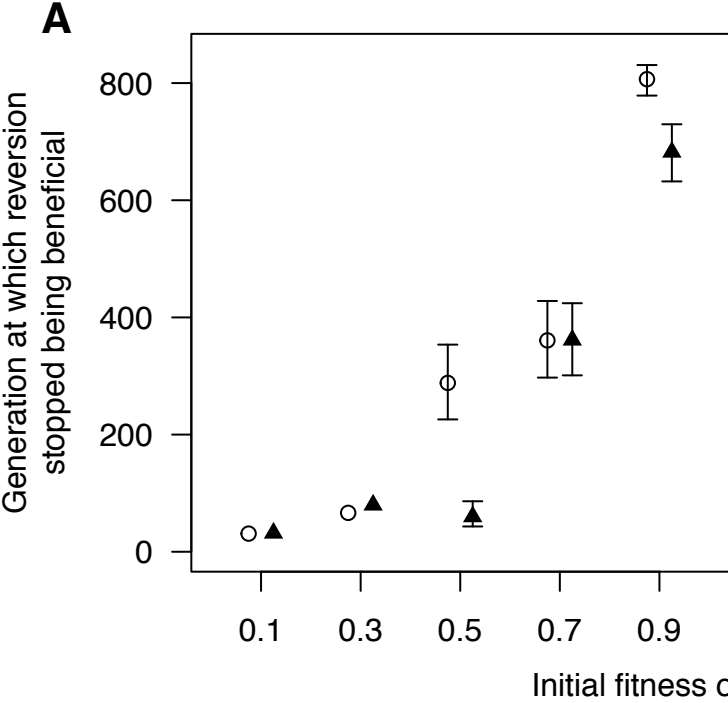 A
Generation at which reversion
stopped being beneficial
800
600
400
200
0
0.1 0.3 0.5 0.7 0.9
Initial fitness